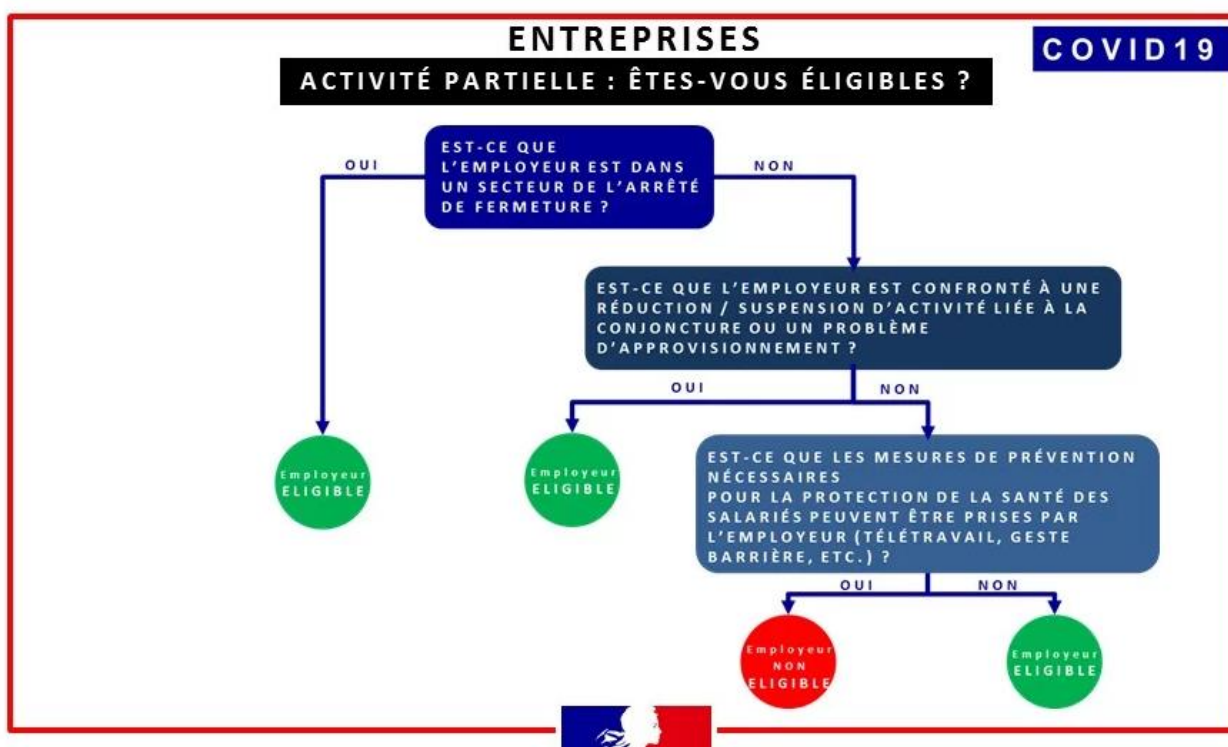 ENTREPRISES
COVID19
ACTIVITÉ PARTIELLE : ÊTES-VOUS ÉLIGIBLES ?
EST-CE QUE
L'EMPLOYEUR EST DANS
UN SECTEUR DE L'ARRÊTÉ
DE FERMETURE ?
OUI
NON
EST-CE QUE L'EMPLOYEUR EST CONFRONTÉ À UNE
RÉDUCTION / SUSPENSION D'ACTIVITÉ LIÉE À LA
CONJONCTURE OU UN PROBLÈME
D'APPROVISIONNEMENT ?
OUI
NON
Employeur
ELIGIBLE
Employeur
ELIGIBLE
EST-CE QUE LES MESURES DE PRÉVENTION
NÉCESSAIRES
POUR LA PROTECTION DE LA SANTÉ DES
SALARIÉS PEUVENT ÊTRE PRISES PAR
L'EMPLOYEUR (TÉLÉTRAVAIL, GESTE
BARRIÈRE, ETC.) ?
OUI
NON
Employeur
NON
ELIGIBLE
Employeur
ELIGIBLE